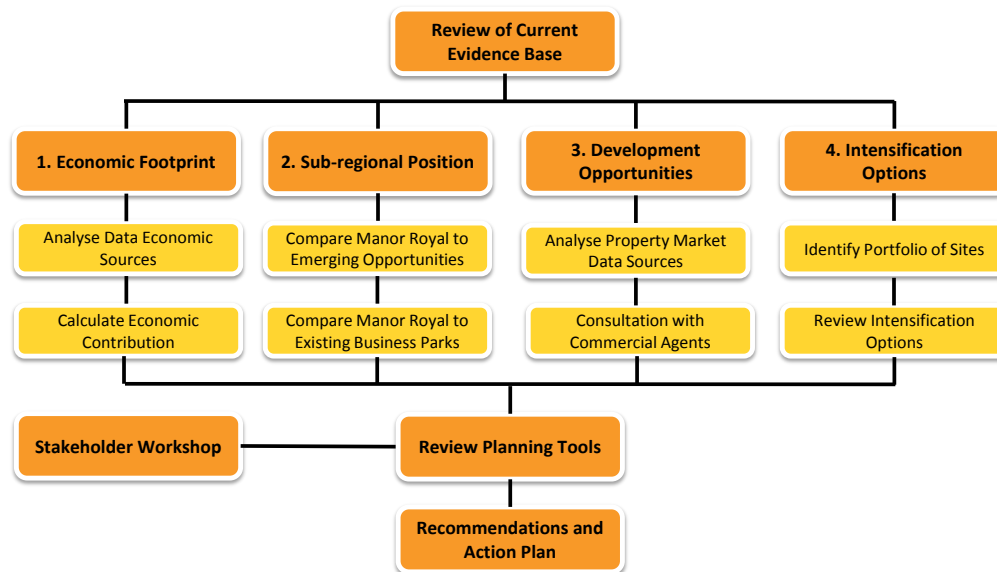 Review of Current
Evidence Base
1. Economic Footprint
2. Sub-regional Position
3. Development
Opportunities
4. Intensification
Options
Analyse Data Economic
Sources
Compare Manor Royal to
Emerging Opportunities
Analyse Property Market
Data Sources
Identify Portfolio of Sites
Calculate Economic
Contribution
Compare Manor Royal to
Existing Business Parks
Consultation with
Commercial Agents
Review Intensification
Options
Stakeholder Workshop
Review Planning Tools
Recommendations and
Action Plan